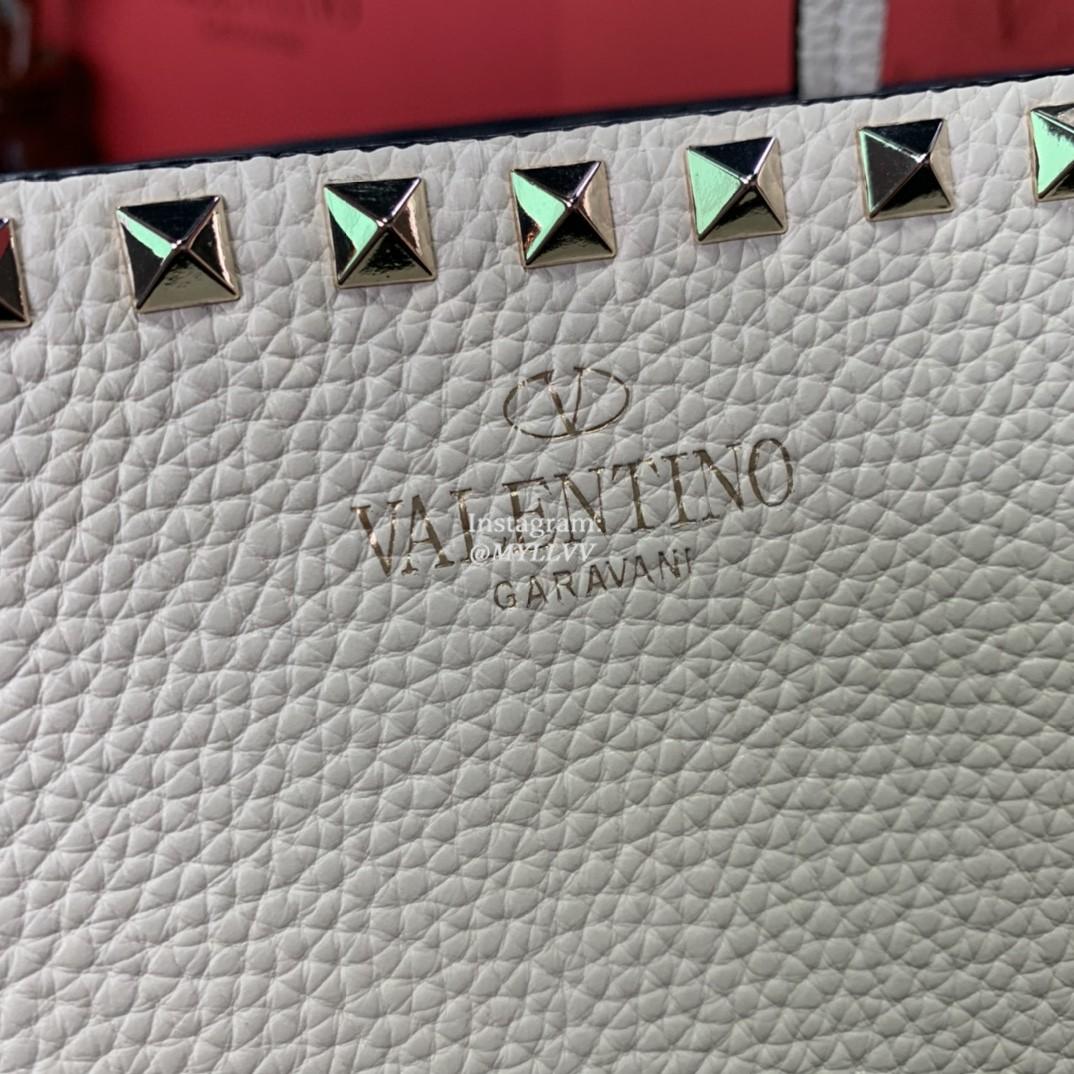 V
VALENTINO
Instagram:
@MYLLVV
GARAVANI